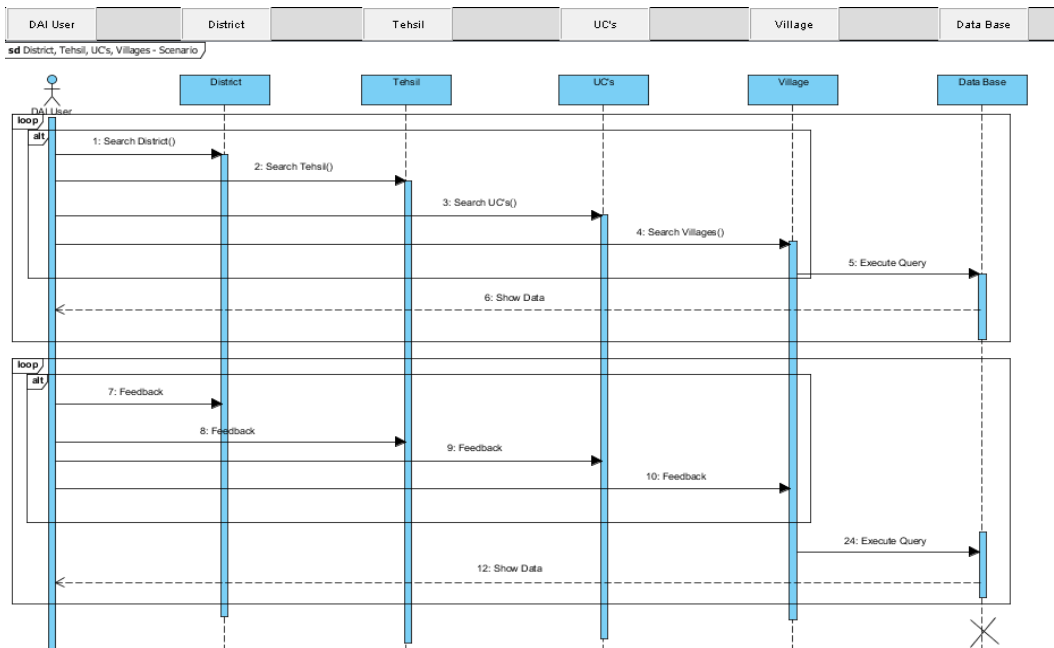 DAI User District Tehsil UC's Village Data Base
sd District, Tehsil, UC's, Villages - Scenario
District Tehsil UC's Village Data Base
DAI User
loop
alt
1: Search District()
2: Search Tehsil()
3: Search UC's()
4: Search Villages()
5: Execute Query
6: Show Data
loop
alt
7: Feedback
8: Feedback
9: Feedback
10: Feedback
24: Execute Query
12: Show Data